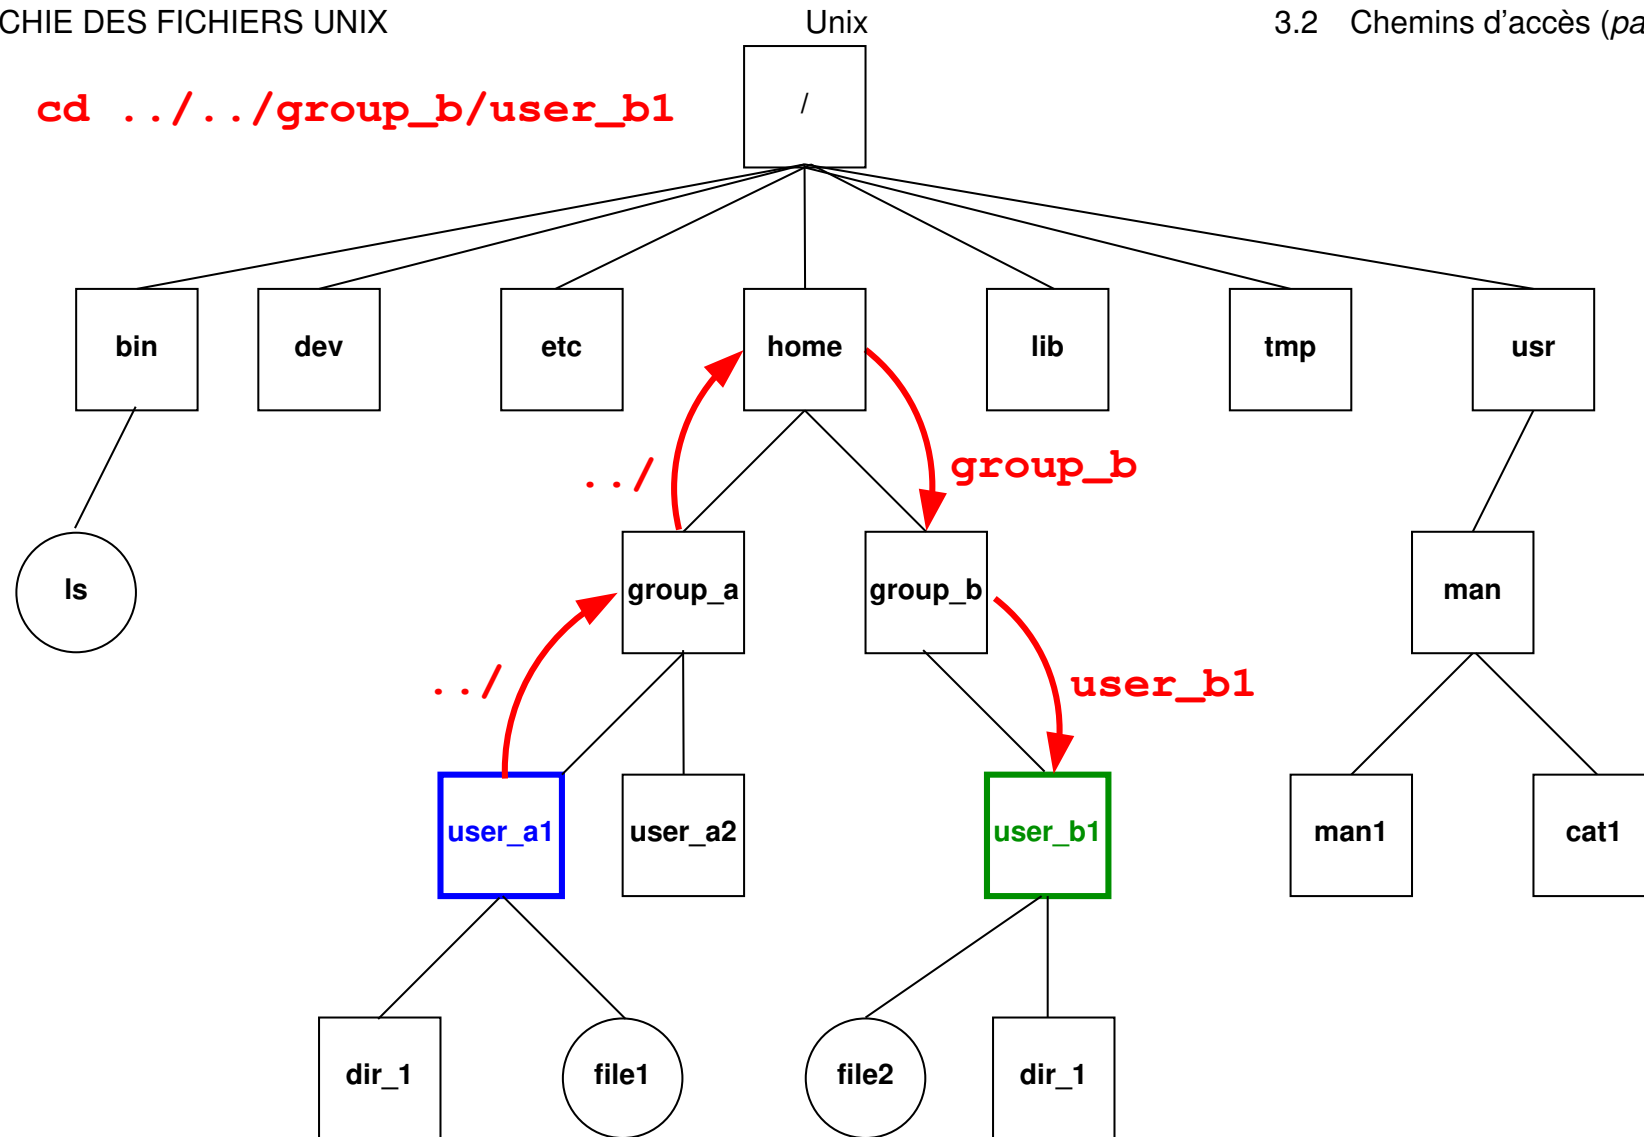 CHIE DES FICHIERS UNIX
Unix
3.2 Chemins d'accès (pa
cd ../../group_b/user_b1
/
bin
dev
etc
home
lib
tmp
usr
../
group_b
ls
group_a
group_b
man
../
user_b1
user_a1
user_a2
user_b1
man1
cat1
dir_1
file1
file2
dir_1